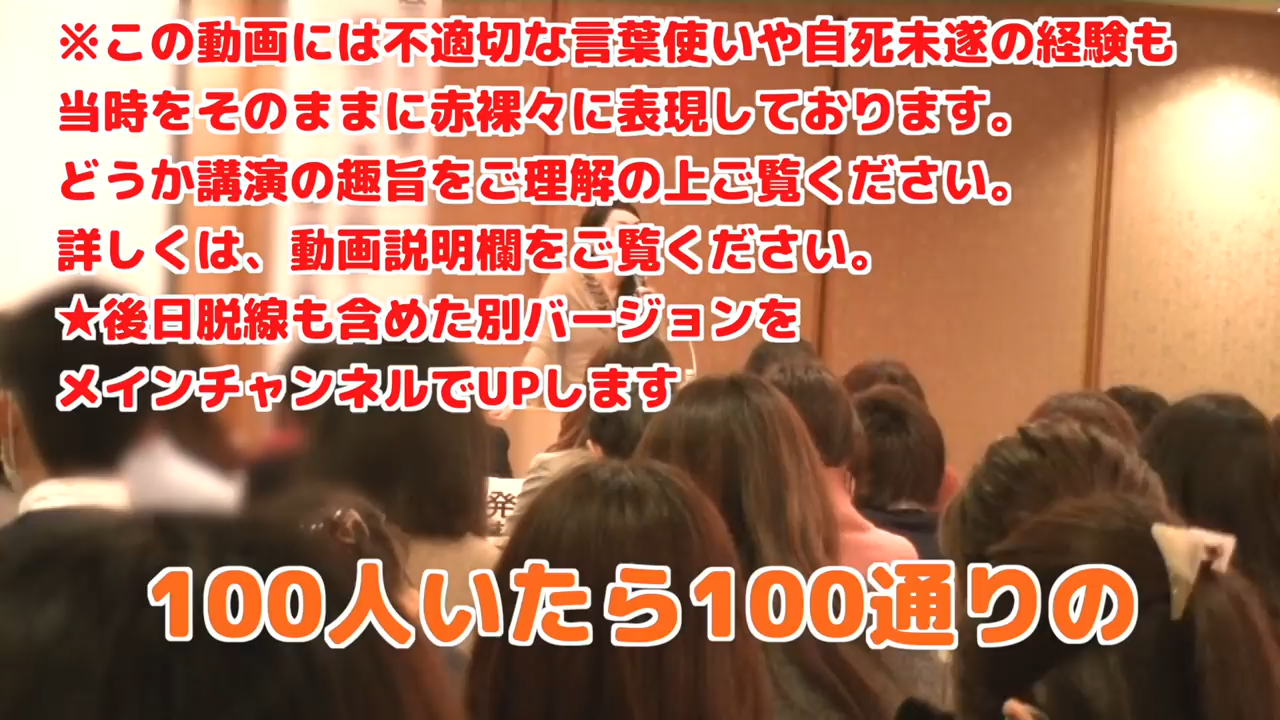 ※この動画には不適切な言葉使いや自死未遂の経験も
当時をそのままに赤裸々に表現しております。
どうか講演の趣旨をご理解の上ご覧ください。
詳しくは、動画説明欄をご覧ください。
★後日脱線も含めた別バージョンを
メインチャンネルでUPします
発
100人いたら100通りの